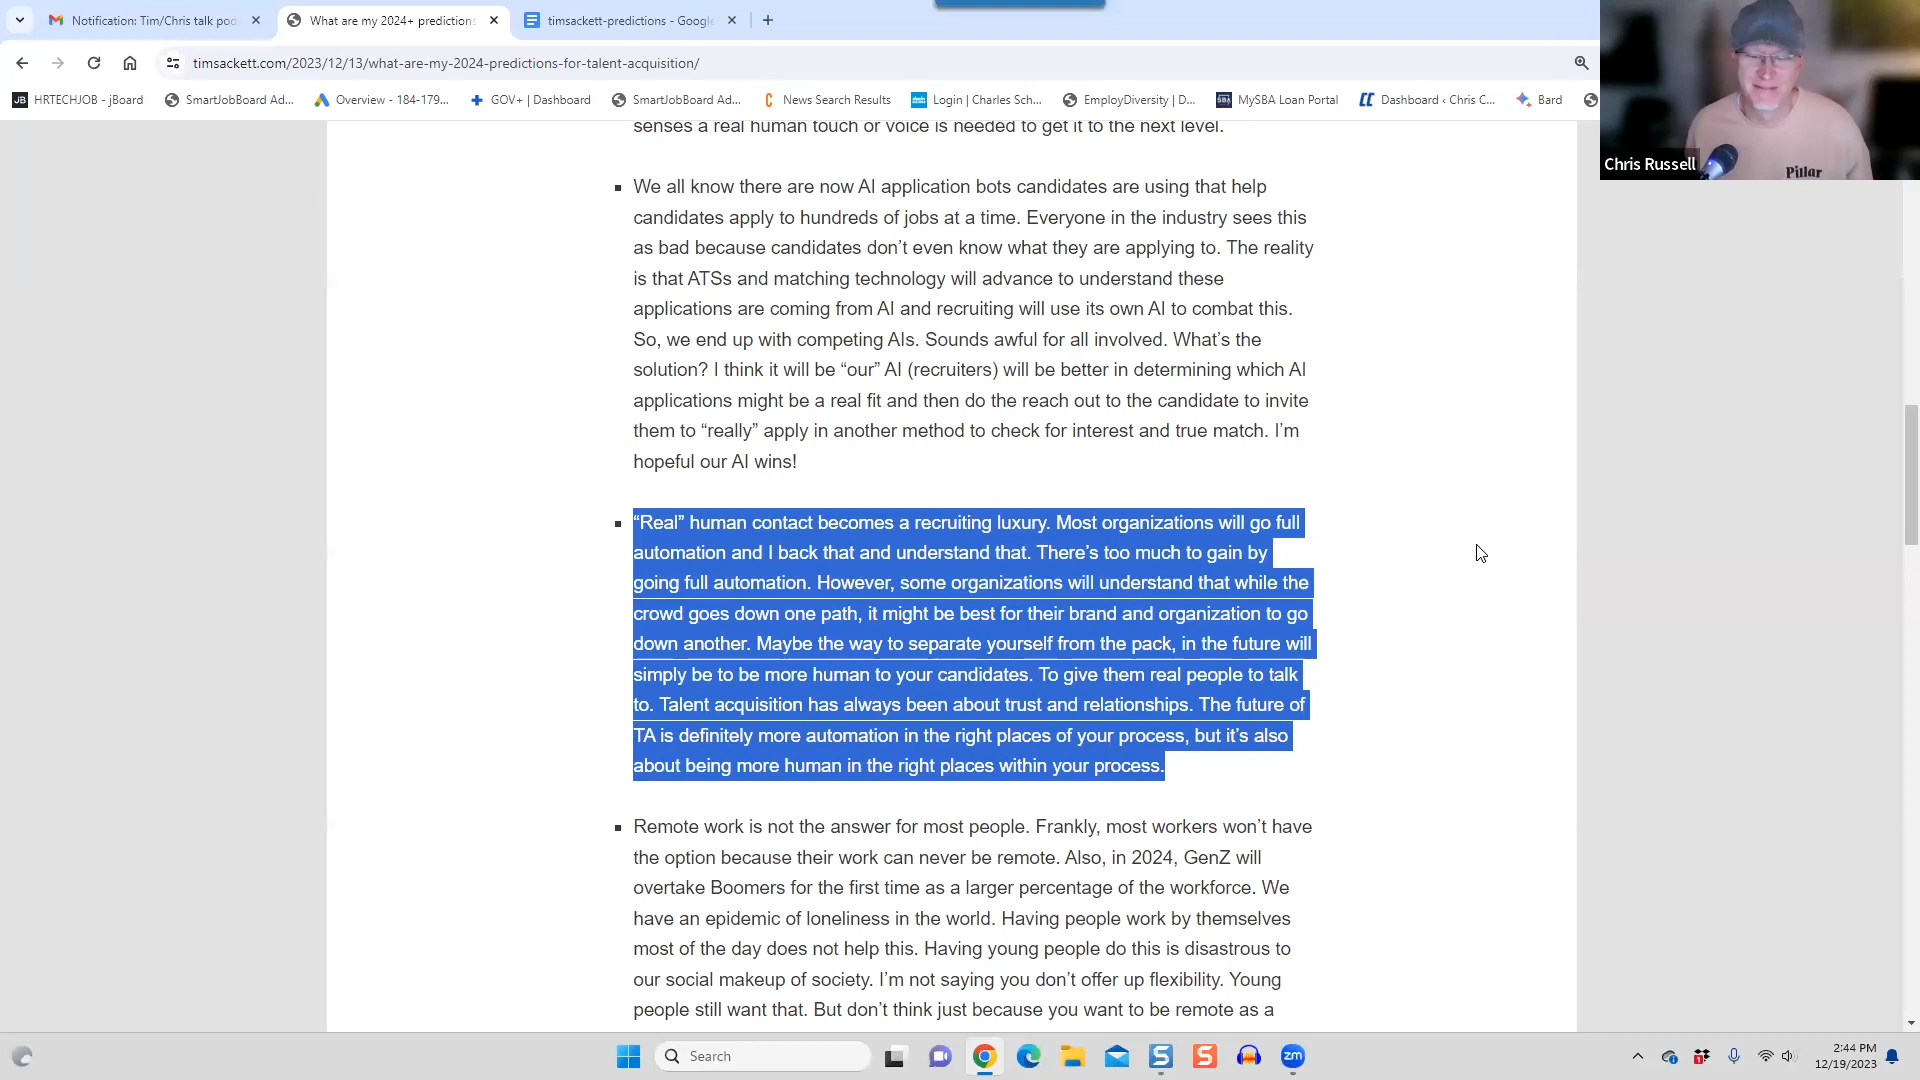 Notification: Tim/Chris talk pod
What are my 2024+ predictions
timsackett-predictions - Google
timsackett.com/2023/12/13/what-are-my-2024-predictions-for-talent-acquisition/
JB HRTECHJOB - jBoard
SmartJobBoard Ad...
Overview - 184-179...
GOV+ | Dashboard
SmartJobBoard Ad...
News Search Results
Login | Charles Sch...
EmployDiversity | D...
MySBA Loan Portal
Dashboard ‹ Chris C...
Bard
Chris Russell
Pillar
senses a real human touch or voice is needed to get it to the next level.
We all know there are now AI application bots candidates are using that help
candidates apply to hundreds of jobs at a time. Everyone in the industry sees this
as bad because candidates don’t even know what they are applying to. The reality
is that ATSs and matching technology will advance to understand these
applications are coming from AI and recruiting will use its own AI to combat this.
So, we end up with competing AIs. Sounds awful for all involved. What’s the
solution? I think it will be “our” AI (recruiters) will be better in determining which AI
applications might be a real fit and then do the reach out to the candidate to invite
them to “really” apply in another method to check for interest and true match. I’m
hopeful our AI wins!
“Real” human contact becomes a recruiting luxury. Most organizations will go full
automation and I back that and understand that. There’s too much to gain by
going full automation. However, some organizations will understand that while the
crowd goes down one path, it might be best for their brand and organization to go
down another. Maybe the way to separate yourself from the pack, in the future will
simply be to be more human to your candidates. To give them real people to talk
to. Talent acquisition has always been about trust and relationships. The future of
TA is definitely more automation in the right places of your process, but it’s also
about being more human in the right places within your process.
Remote work is not the answer for most people. Frankly, most workers won’t have
the option because their work can never be remote. Also, in 2024, GenZ will
overtake Boomers for the first time as a larger percentage of the workforce. We
have an epidemic of loneliness in the world. Having people work by themselves
most of the day does not help this. Having young people do this is disastrous to
our social makeup of society. I’m not saying you don’t offer up flexibility. Young
people still want that. But don’t think just because you want to be remote as a
Search
zm
2:44 PM
12/19/2023